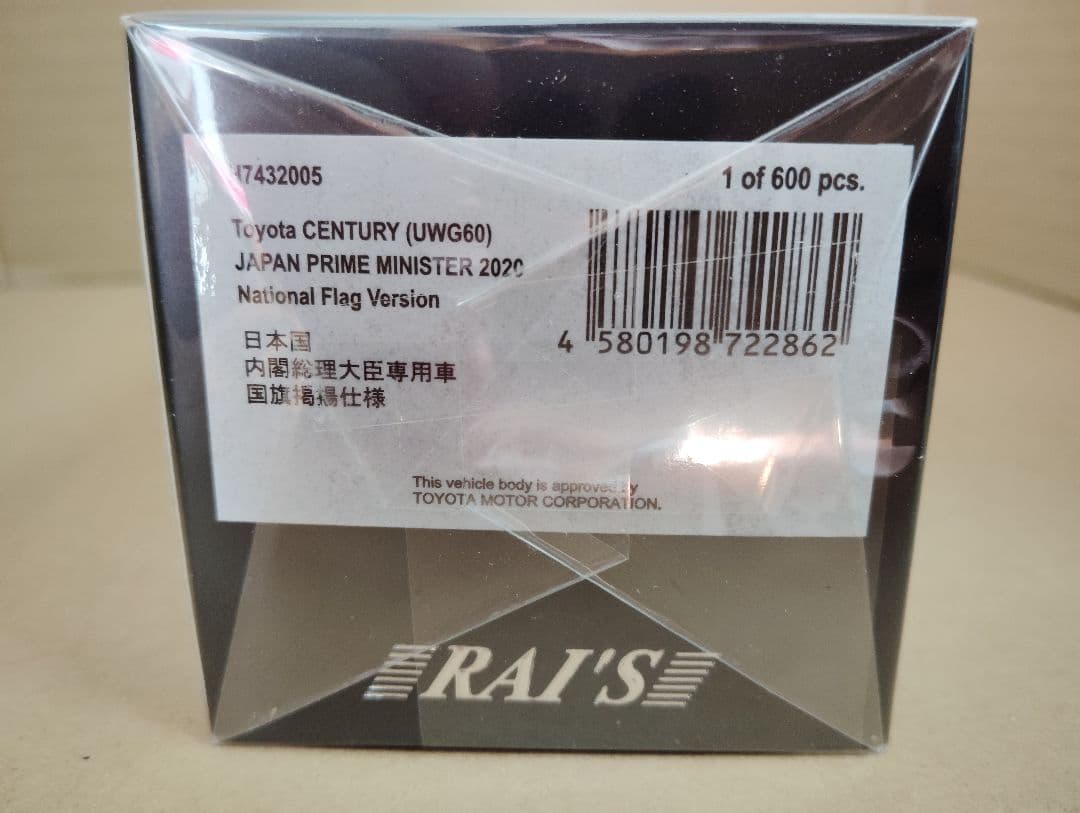 H7432005
1 of 600 pcs.
Toyota CENTURY (UWG60)
JAPAN PRIME MINISTER 2020
National Flag Version
4 580198 722862
日本国
内閣総理大臣専用車
国旗掲揚仕様
This vehicle body is approved by
TOYOTA MOTOR CORPORATION.
RAI'S